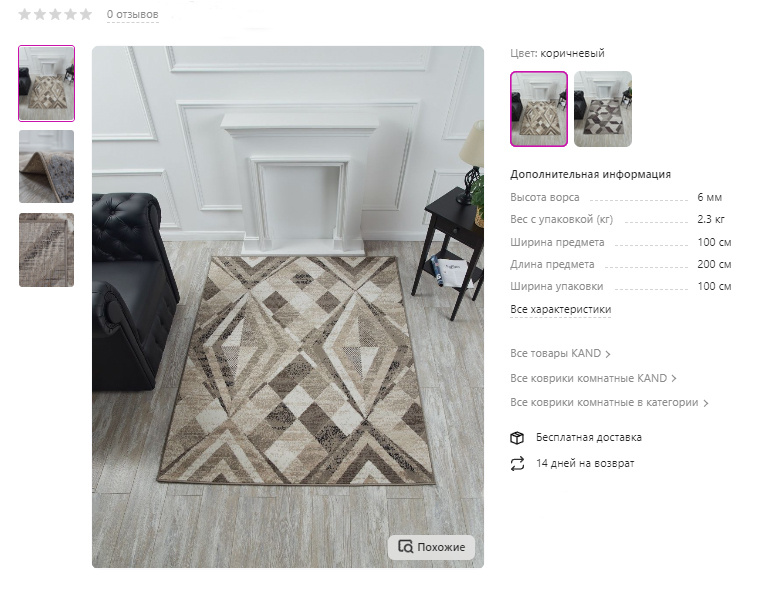 0 отзывов
Цвет: коричневый
Дополнительная информация
Высота ворса 6 мм
Вес с упаковкой (кг) 2.3 кг
Ширина предмета 100 см
Длина предмета 200 см
Ширина упаковки 100 см
Все характеристики
Все товары KAND
Все коврики комнатные KAND
Все коврики комнатные в категории
Бесплатная доставка
14 дней на возврат
Похожие